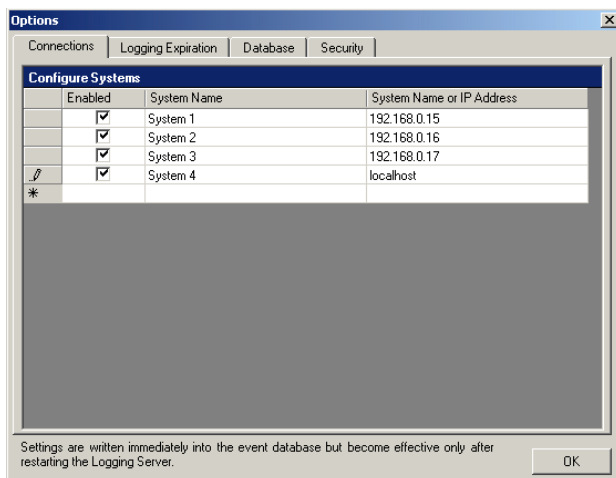 Options
Connections Logging Expiration Database Security
Configure Systems
Enabled System Name System Name or IP Address
System 1 192.168.0.15
System 2 192.168.0.16
System 3 192.168.0.17
System 4 localhost
Settings are written immediately into the event database but become effective only after
restarting the Logging Server.
OK